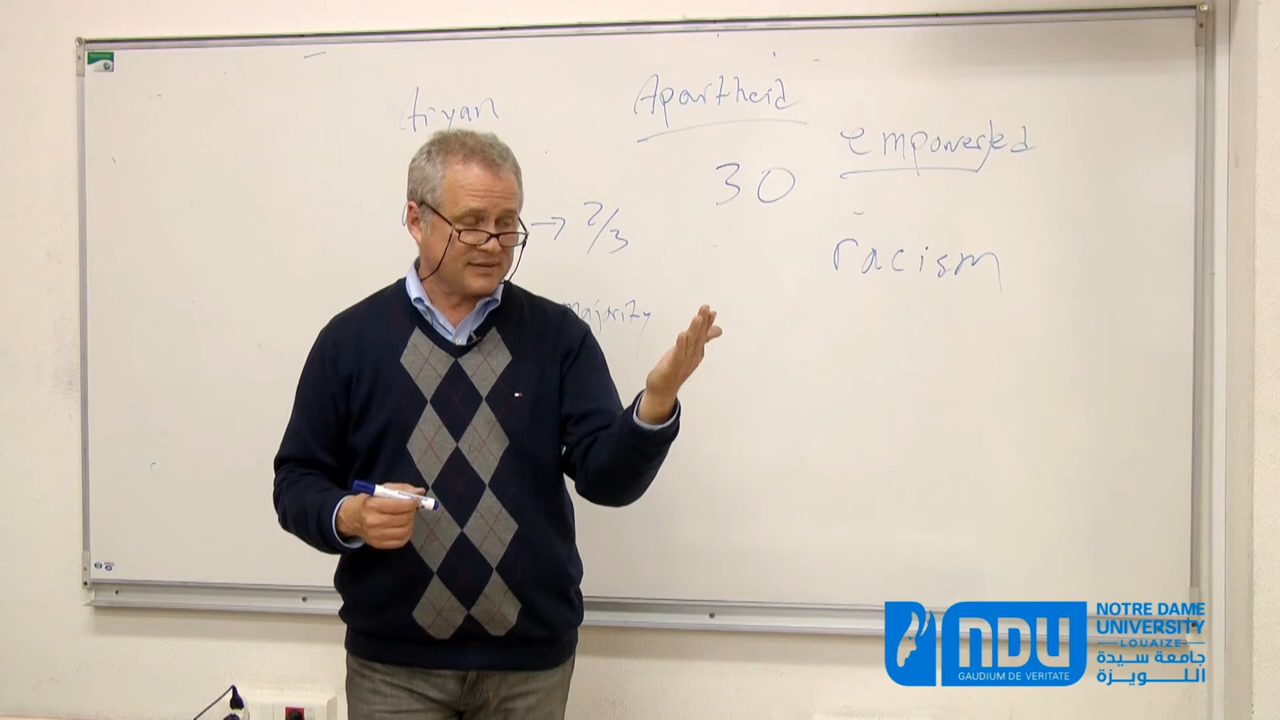 Aryan
Apartheid
empowered
30
→ 2/3
racism
majority
NDU
GAUDIUM DE VERITATE
NOTRE DAME
UNIVERSITY
LOUAIZE
جامعة سيدة
اللويزة